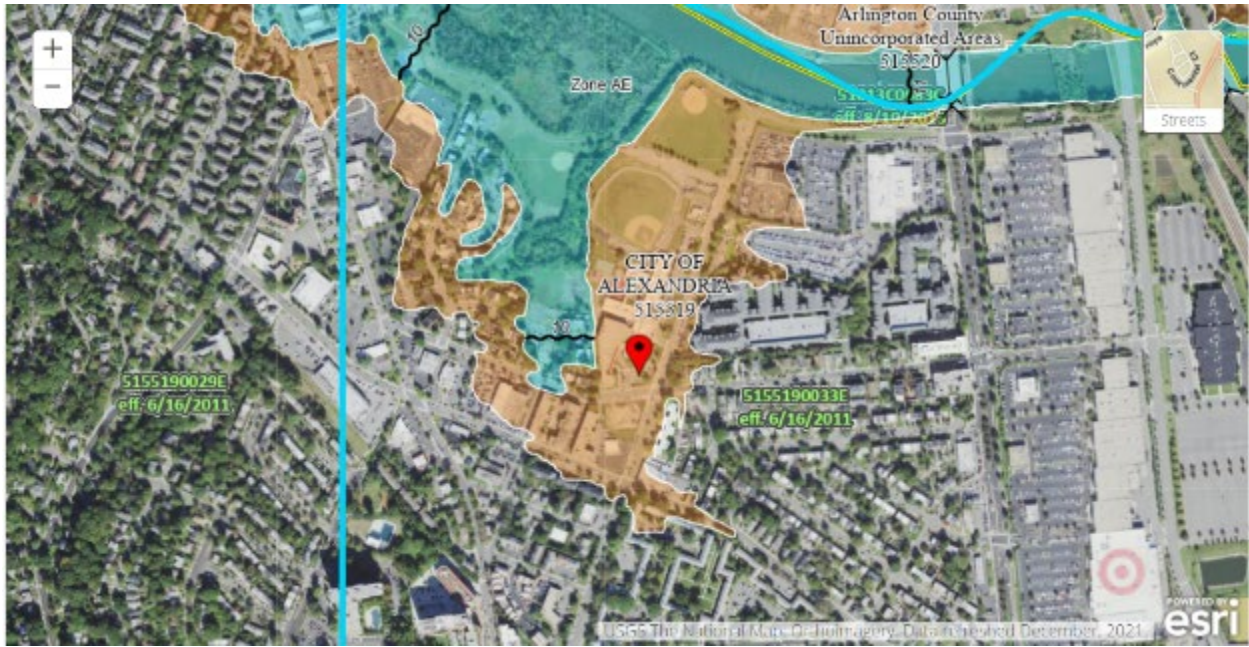 +
−
10
Arlington County
Unincorporated Areas
515520
Zone AE
Streets
CITY OF
ALEXANDRIA
515519
10
5155190029E
eff. 6/16/2011
5155190033E
eff. 6/16/2011
USGS The National Map: Orthoimagery. Data refreshed December, 2021
POWERED BY
esri